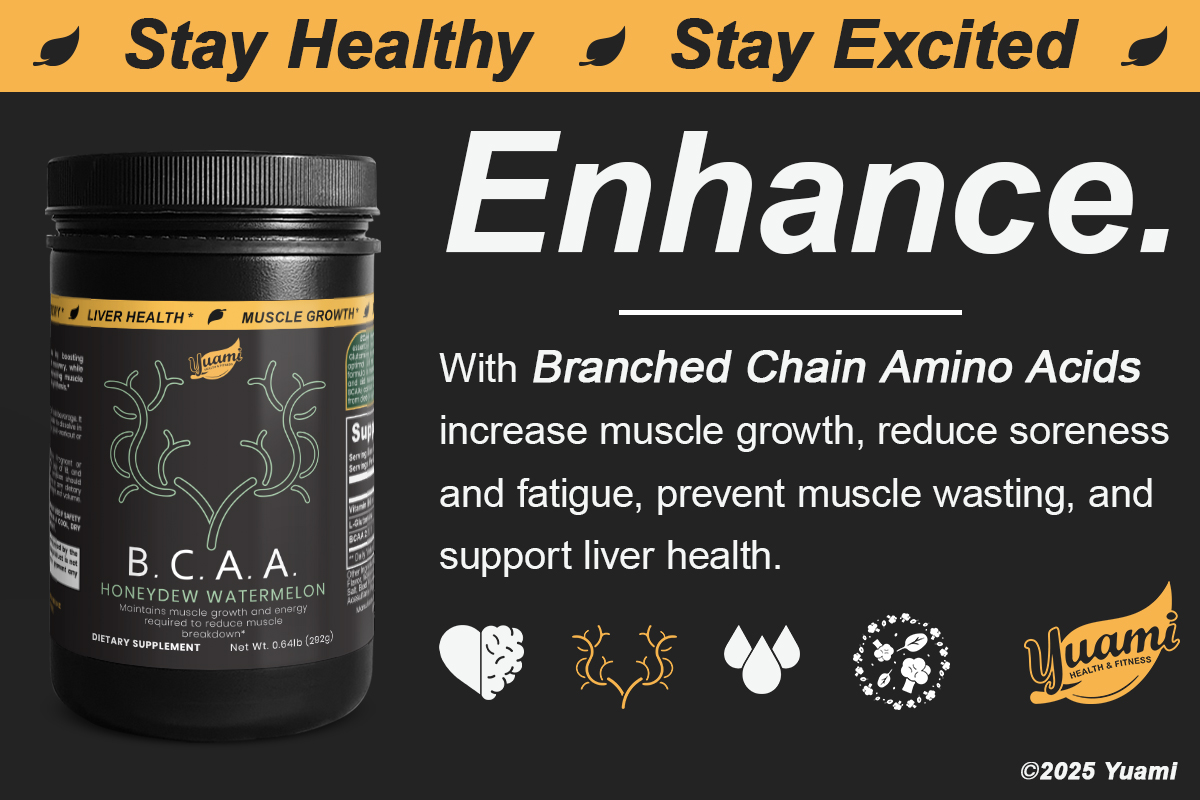 Stay Healthy Stay Excited
Enhance.
With Branched Chain Amino Acids
increase muscle growth, reduce soreness
and fatigue, prevent muscle wasting, and
support liver health.
LIVER HEALTH * MUSCLE GROWTH*
Yuami
B.C.A.A.
HONEYDEW WATERMELON
Maintains muscle growth and energy
required to reduce muscle
breakdown*
DIETARY SUPPLEMENT Net Wt. 0.64lb (292g)
Yuami
HEALTH & FITNESS
©2025 Yuami